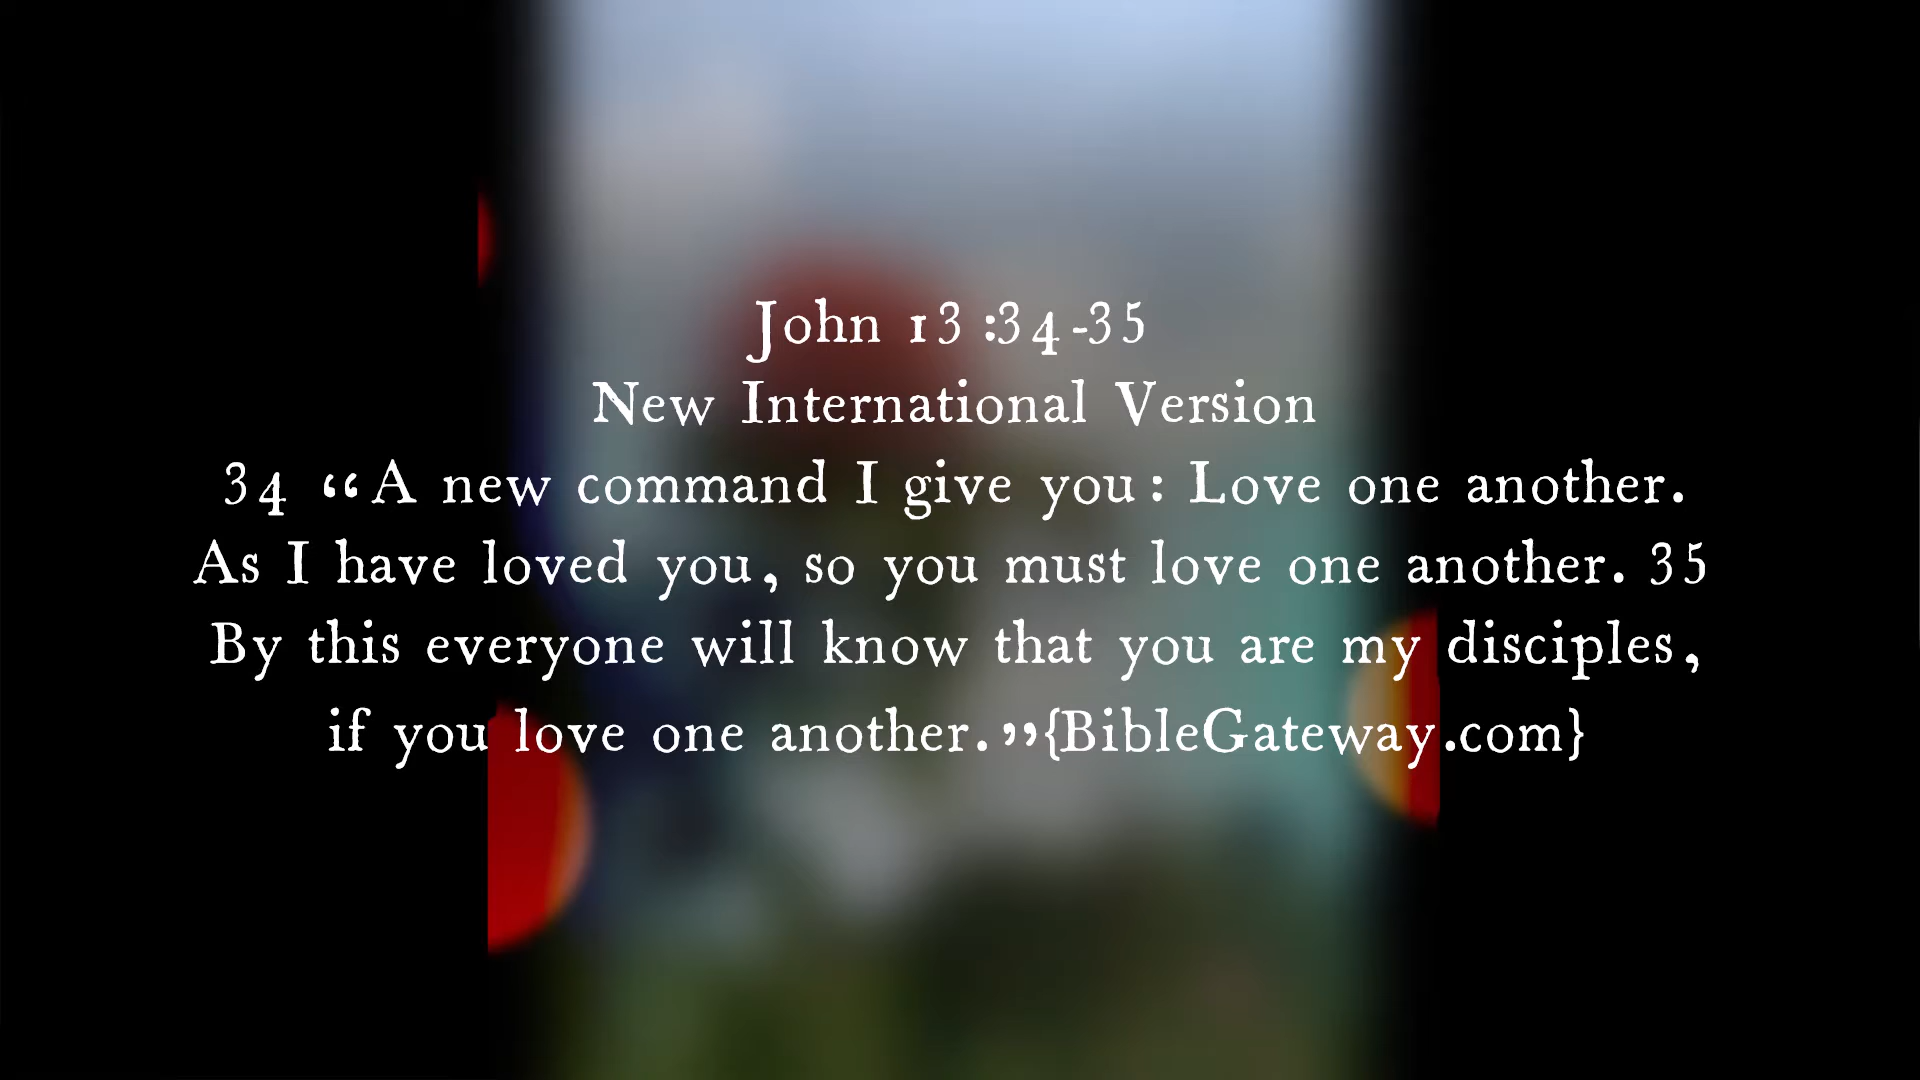 John 13:34-35
New International Version
34 “A new command I give you: Love one another.
As I have loved you, so you must love one another. 35
By this everyone will know that you are my disciples,
if you love one another.”{BibleGateway.com}